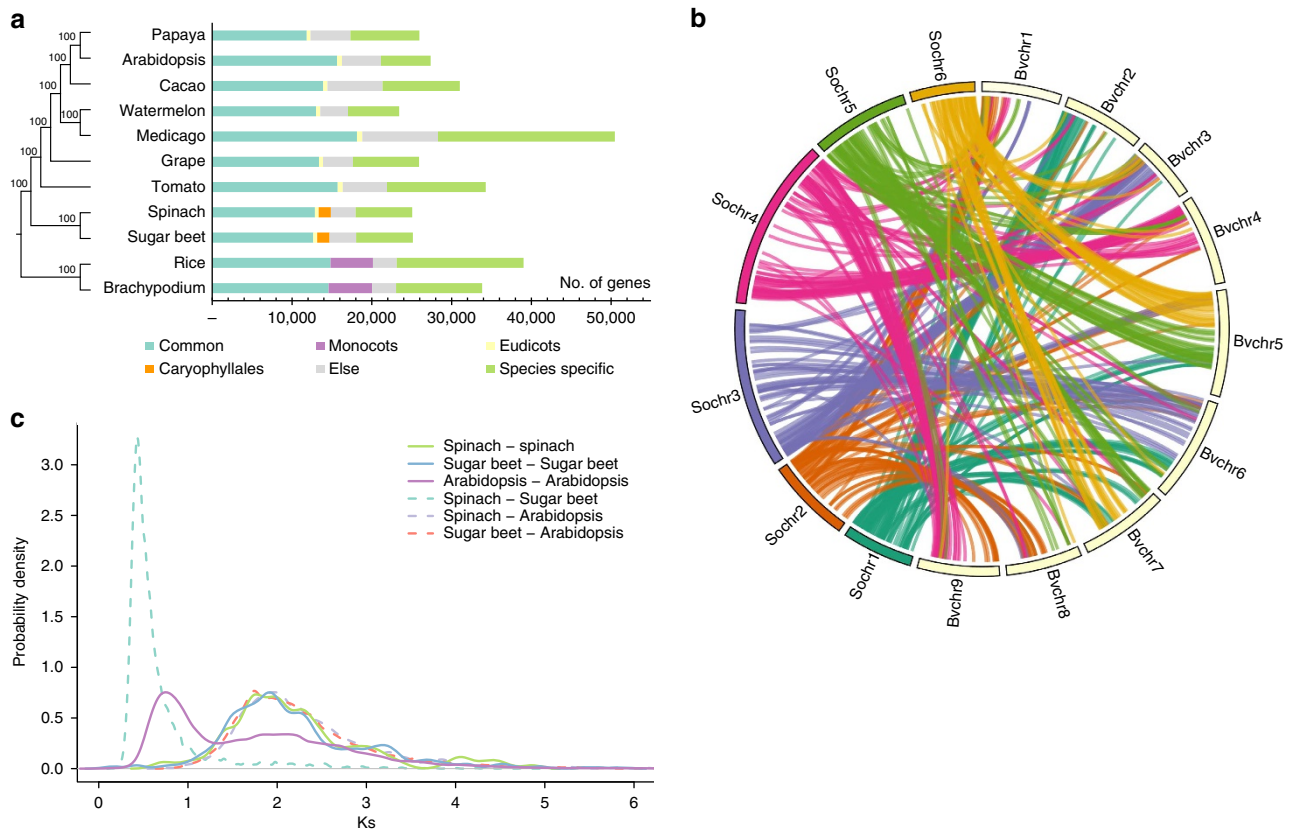 a
Papaya
Arabidopsis
Cacao
Watermelon
Medicago
Grape
Tomato
Spinach
Sugar beet
Rice
Brachypodium
100
100
100
100
100
100
100
100
100
No. of genes
– 10,000 20,000 30,000 40,000 50,000
Common Monocots Eudicots
Caryophyllales Else Species specific
b
Sochr6
Bvchr1
Bvchr2
Bvchr3
Bvchr4
Bvchr5
Bvchr6
Bvchr7
Bvchr8
Bvchr9
Sochr1
Sochr2
Sochr3
Sochr4
Sochr5
c
Spinach – spinach
Sugar beet – Sugar beet
Arabidopsis – Arabidopsis
Spinach – Sugar beet
Spinach – Arabidopsis
Sugar beet – Arabidopsis
Probability density
3.0
2.5
2.0
1.5
1.0
0.5
0.0
0 1 2 3 4 5 6
Ks